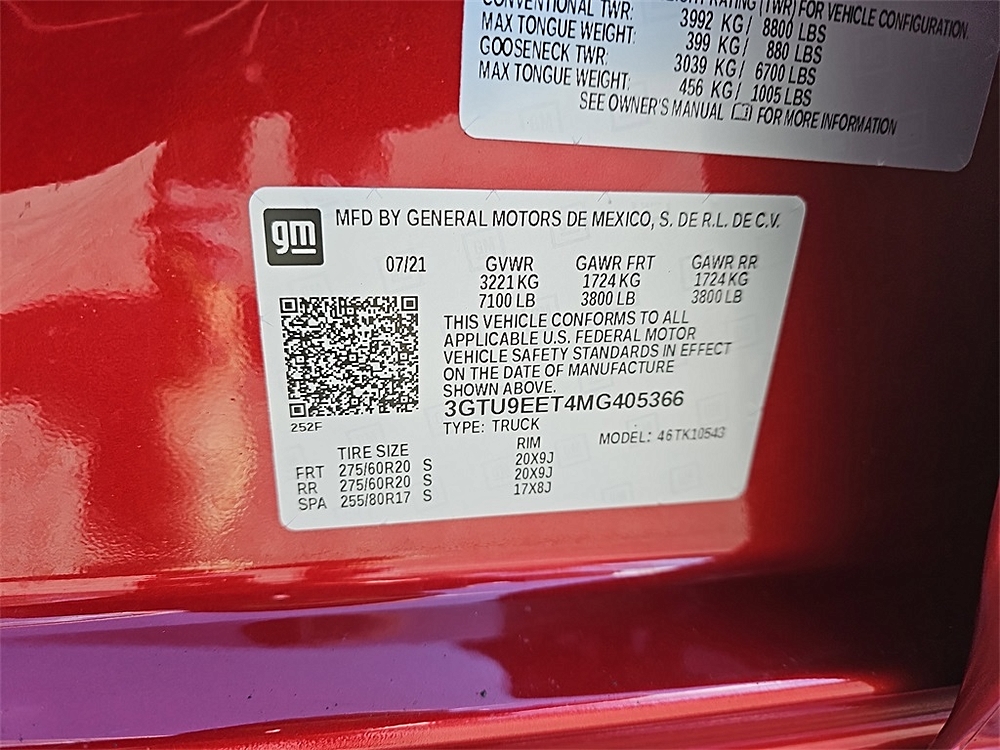 RATING (TWR) FOR VEHICLE CONFIGURATION.
CONVENTIONAL TWR: 3992 KG/ 8800 LBS
MAX TONGUE WEIGHT: 399 KG/ 880 LBS
GOOSENECK TWR: 3039 KG/ 6700 LBS
MAX TONGUE WEIGHT: 456 KG/ 1005 LBS
SEE OWNER'S MANUAL FOR MORE INFORMATION
gm MFD BY GENERAL MOTORS DE MEXICO, S. DE R.L. DE C.V.
07/21 GVWR GAWR FRT GAWR RR
3221 KG 1724 KG 1724 KG
7100 LB 3800 LB 3800 LB
THIS VEHICLE CONFORMS TO ALL
APPLICABLE U.S. FEDERAL MOTOR
VEHICLE SAFETY STANDARDS IN EFFECT
ON THE DATE OF MANUFACTURE
SHOWN ABOVE.
3GTU9EET4MG405366
252F TYPE: TRUCK MODEL: 46TK10543
TIRE SIZE RIM
FRT 275/60R20 S 20X9J
RR 275/60R20 S 20X9J
SPA 255/80R17 S 17X8J